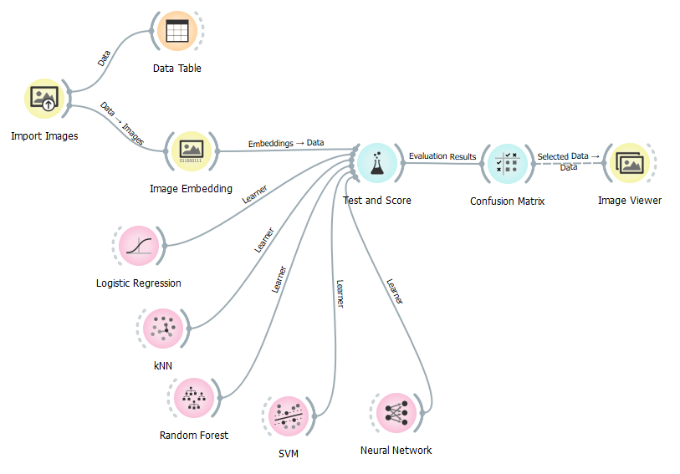 Data
Data Table
Import Images
Data → Images
Image Embedding
01001011
Embeddings → Data
Test and Score
Evaluation Results
Confusion Matrix
Selected Data →
Data
Image Viewer
Learner
Logistic Regression
Learner
kNN
Learner
Random Forest
Learner
SVM
Learner
Neural Network